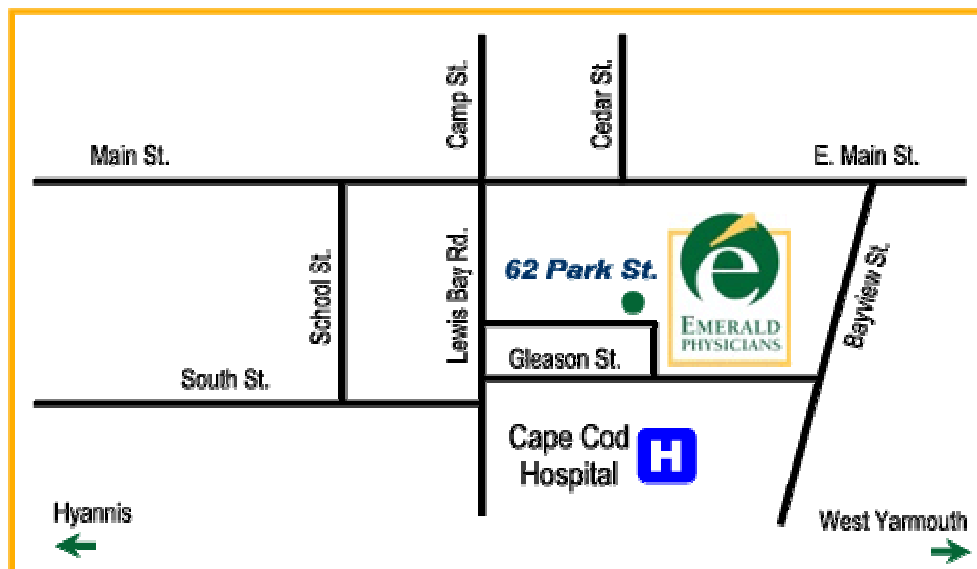 Camp St.
Cedar St.
Main St.
E. Main St.
School St.
Lewis Bay Rd.
62 Park St.
e
EMERALD
PHYSICIANS
Bayview St.
Gleason St.
South St.
Cape Cod
Hospital
H
Hyannis
West Yarmouth